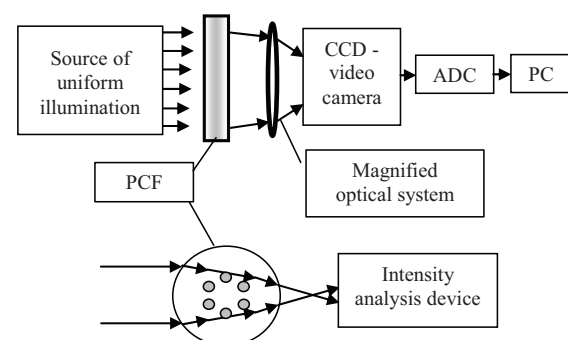 Source of
uniform
illumination
CCD -
video
camera
ADC
PC
PCF
Magnified
optical system
Intensity
analysis device